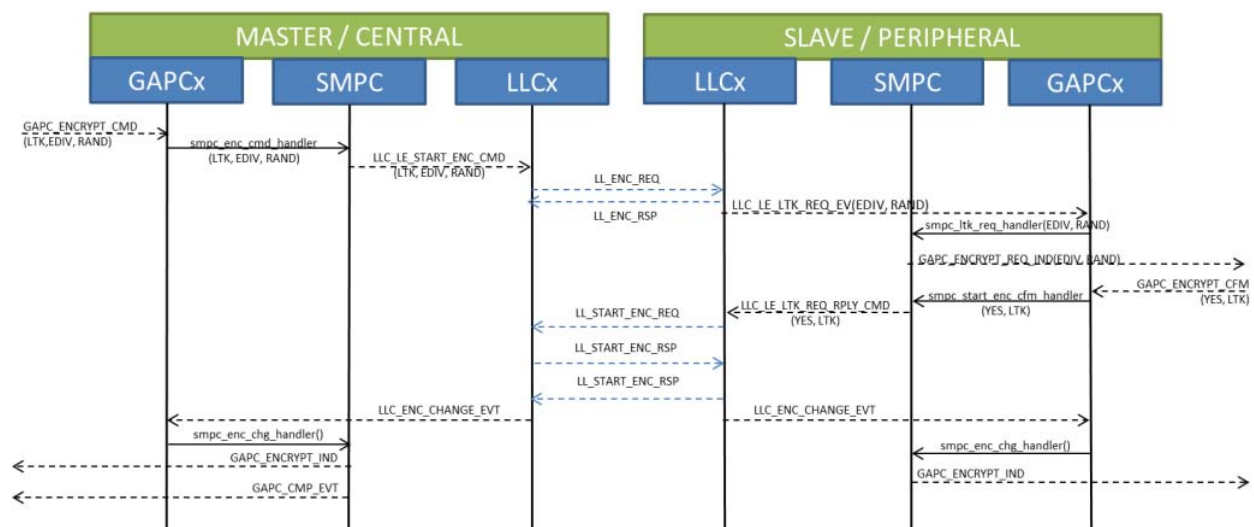 MASTER / CENTRAL
SLAVE / PERIPHERAL
GAPCx
SMPC
LLCx
LLCx
SMPC
GAPCx
GAPC_ENCRYPT_CMD
(LTK,EDIV, RAND)
smpc_enc_cmd_handler
(LTK, EDIV, RAND)
LLC_LE_START_ENC_CMD
(LTK, EDIV, RAND)
LL_ENC_REQ
LL_ENC_RSP
LLC_LE_LTK_REQ_EV(EDIV, RAND)
smpc_ltk_req_handler(EDIV, RAND)
GAPC_ENCRYPT_REQ_IND(EDIV, RAND)
GAPC_ENCRYPT_CFM
(YES, LTK)
smpc_start_enc_cfm_handler
(YES, LTK)
LLC_LE_LTK_REQ_RPLY_CMD
(YES, LTK)
LL_START_ENC_REQ
LL_START_ENC_RSP
LL_START_ENC_RSP
LLC_ENC_CHANGE_EVT
LLC_ENC_CHANGE_EVT
smpc_enc_chg_handler()
smpc_enc_chg_handler()
GAPC_ENCRYPT_IND
GAPC_ENCRYPT_IND
GAPC_CMP_EVT